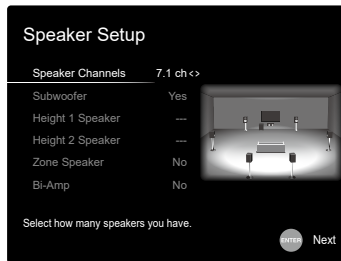 Speaker Setup
Speaker Channels 7.1 ch<>
Subwoofer Yes
Height 1 Speaker ---
Height 2 Speaker ---
Zone Speaker No
Bi-Amp No
Select how many speakers you have.
ENTER Next